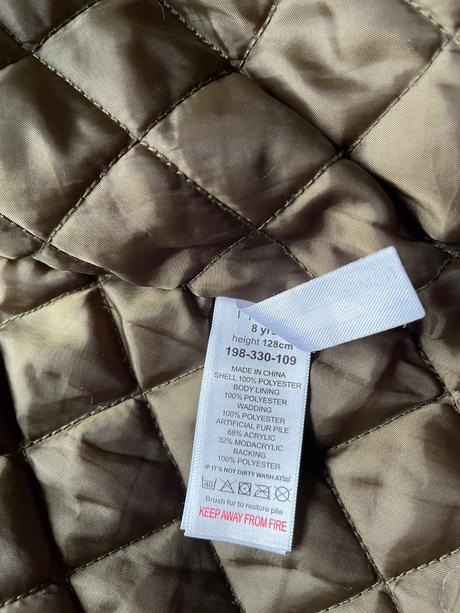 8 yrs
height 128cm
198-330-109
MADE IN CHINA
SHELL 100% POLYESTER
BODY LINING
100% POLYESTER
WADDING
100% POLYESTER
ARTIFICIAL FUR PILE
68% ACRYLIC
32% MODACRYLIC
BACKING
100% POLYESTER
IF IT'S NOT DIRTY WASH AT
40
Brush fur to restore pile
KEEP AWAY FROM FIRE